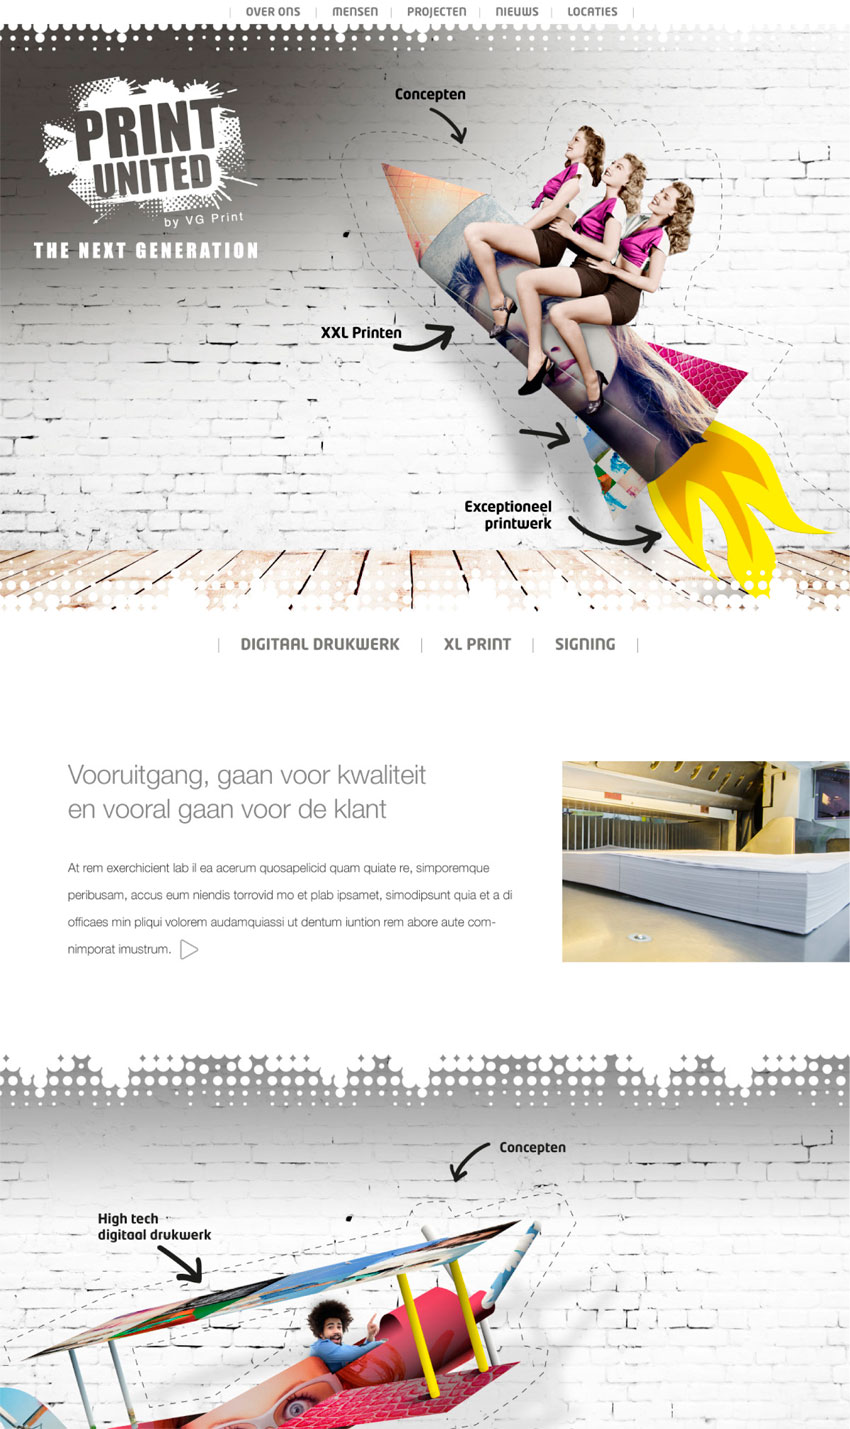 OVER ONS | MENSEN | PROJECTEN | NIEUWS | LOCATIES
PRINT
UNITED
by VG Print
THE NEXT GENERATION
Concepten
XXL Printen
Exceptioneel
printwerk
DIGITAAL DRUKWERK | XL PRINT | SIGNING
Vooruitgang, gaan voor kwaliteit
en vooral gaan voor de klant
At rem exerchicient lab il ea acerum quosapelicid quam quiate re, simporemque
peribusam, accus eum niendis torrovid mo et plab ipsamet, simodipsunt quia et a di
officaes min pliqui volorem audamquiassi ut dentum iuntion rem abore aute com-
nimporat imustrum.
Concepten
High tech
digitaal drukwerk